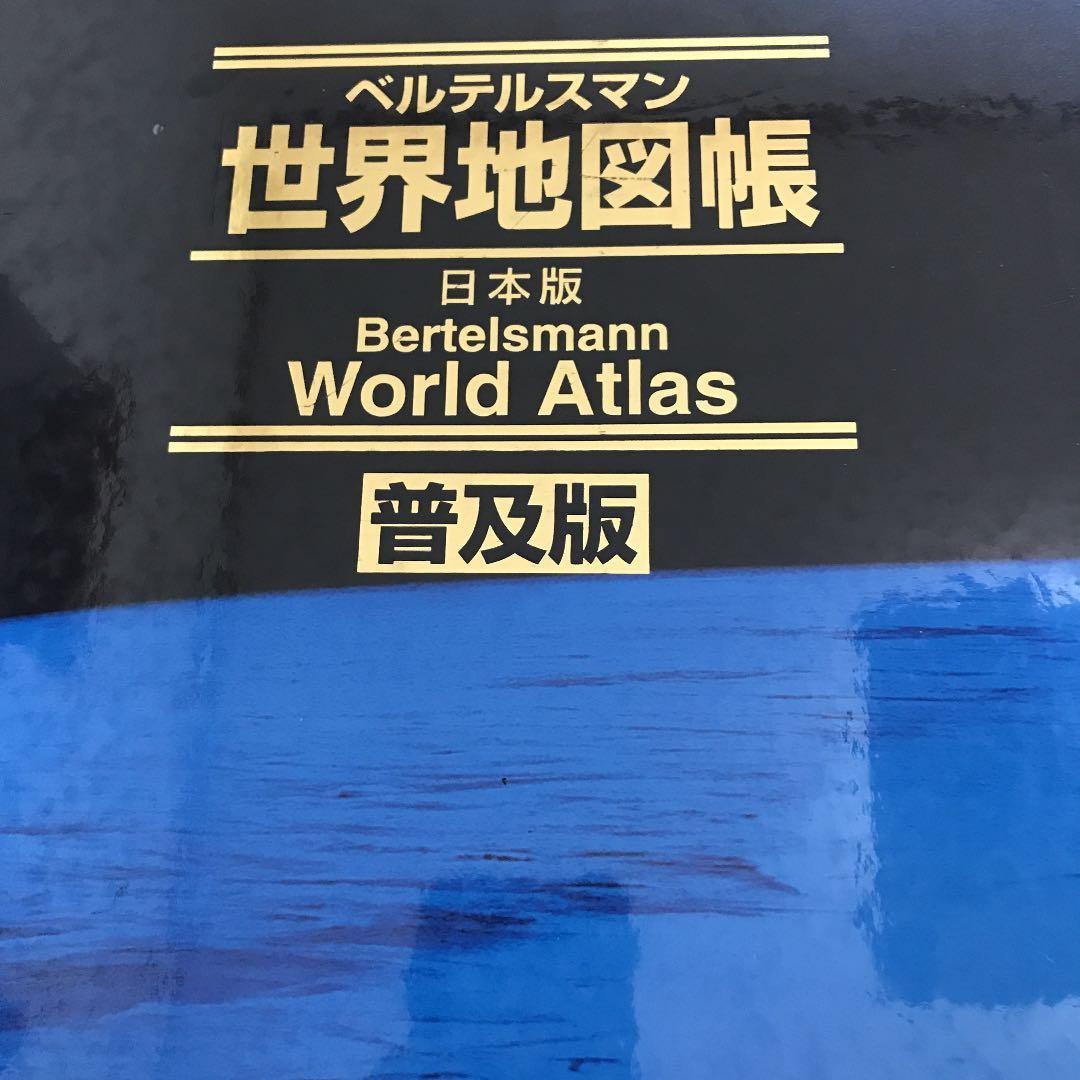 ベルテルスマン
世界地図帳
日本版
Bertelsmann
World Atlas
普及版